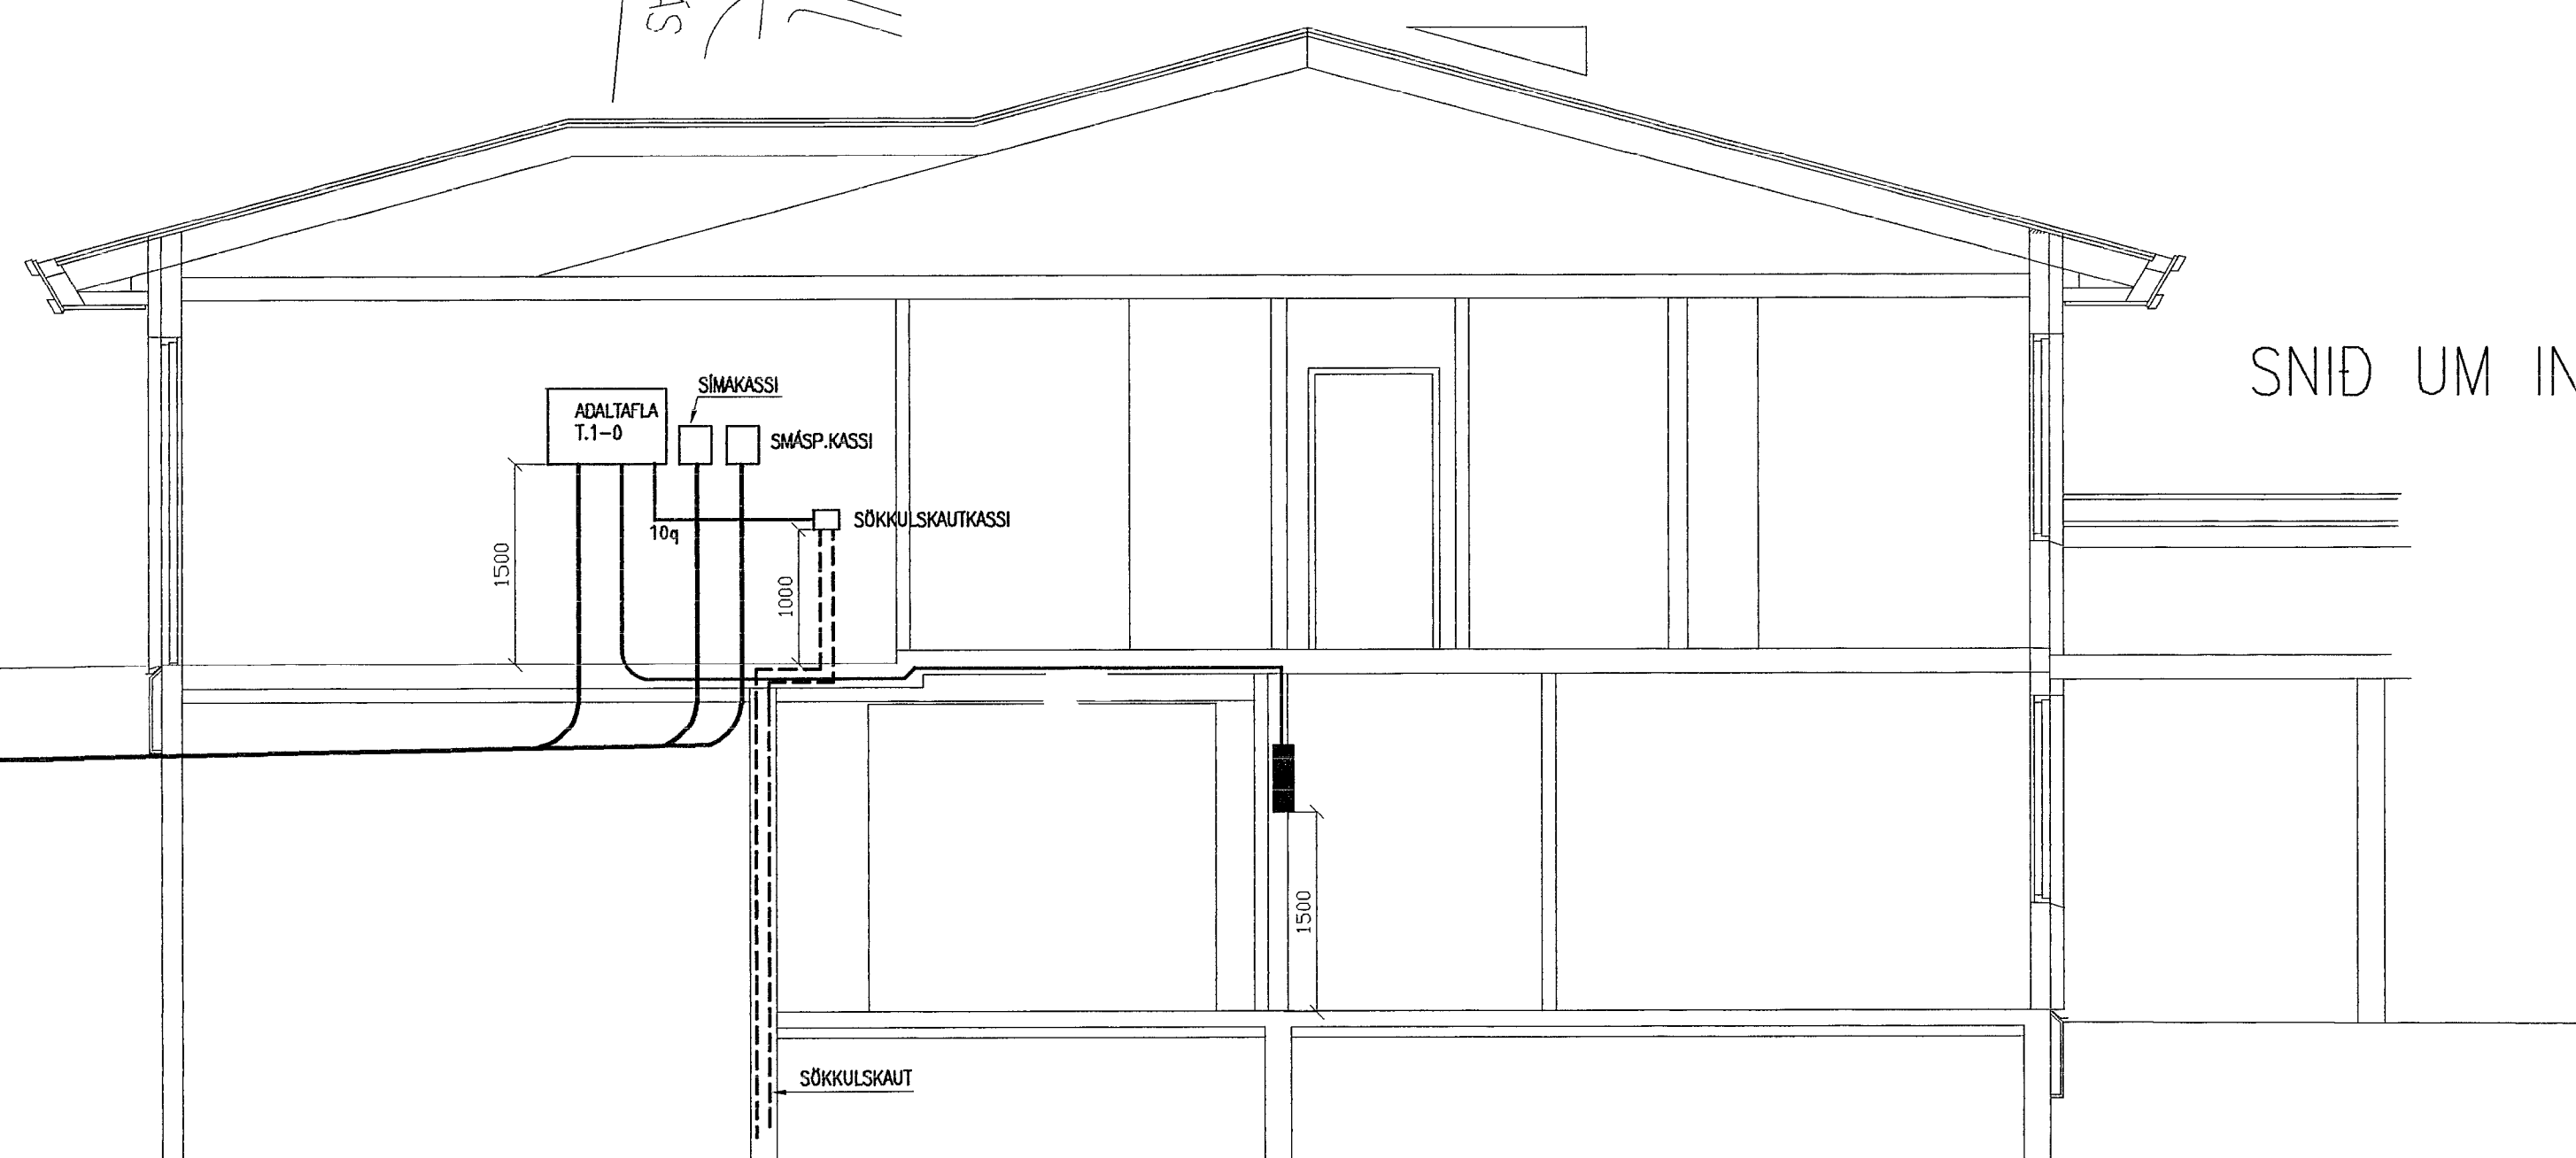 SÍMAKASSI
ADALTAFLA
T.1-0
SMÁSP.KASSI
SÖKKULSKAUTKASSI
10q
1500
1000
1500
SÖKKULSKAUT
SNIÐ UM IN